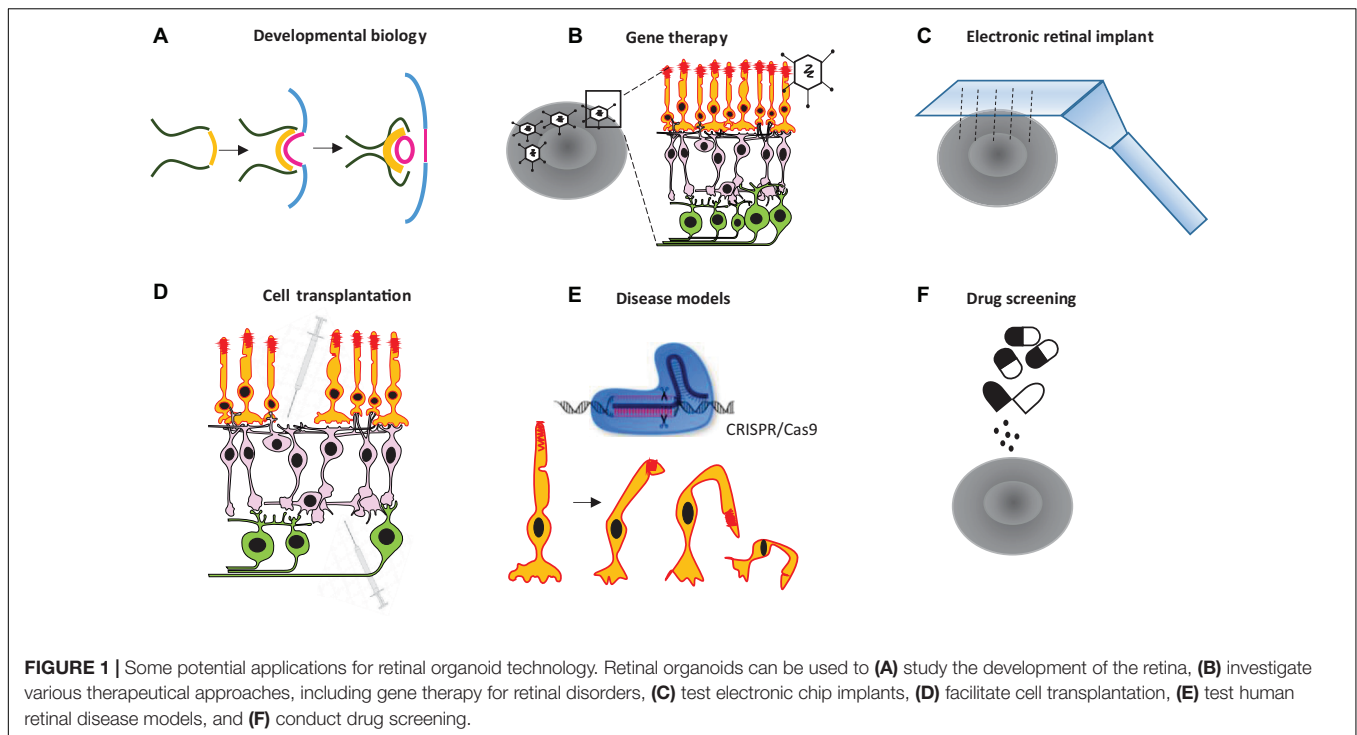 A Developmental biology
B Gene therapy
C Electronic retinal implant
D Cell transplantation
E Disease models
CRISPR/Cas9
F Drug screening
FIGURE 1 | Some potential applications for retinal organoid technology. Retinal organoids can be used to (A) study the development of the retina, (B) investigate
various therapeutical approaches, including gene therapy for retinal disorders, (C) test electronic chip implants, (D) facilitate cell transplantation, (E) test human
retinal disease models, and (F) conduct drug screening.